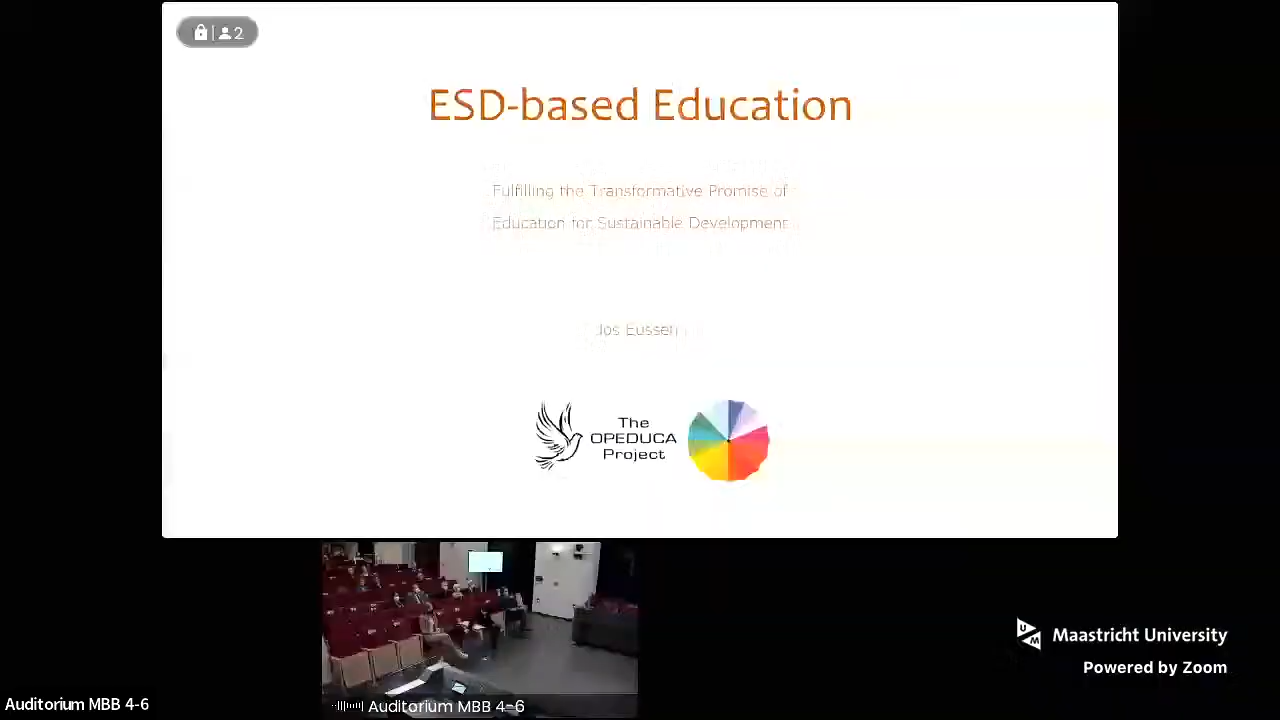 2
ESD-based Education
Fulfilling the Transformative Promise of
Education for Sustainable Development
Jos Eussen
The
OPEDUCA
Project
UM
Maastricht University
Powered by Zoom
Auditorium MBB 4-6
Auditorium MBB 4-6